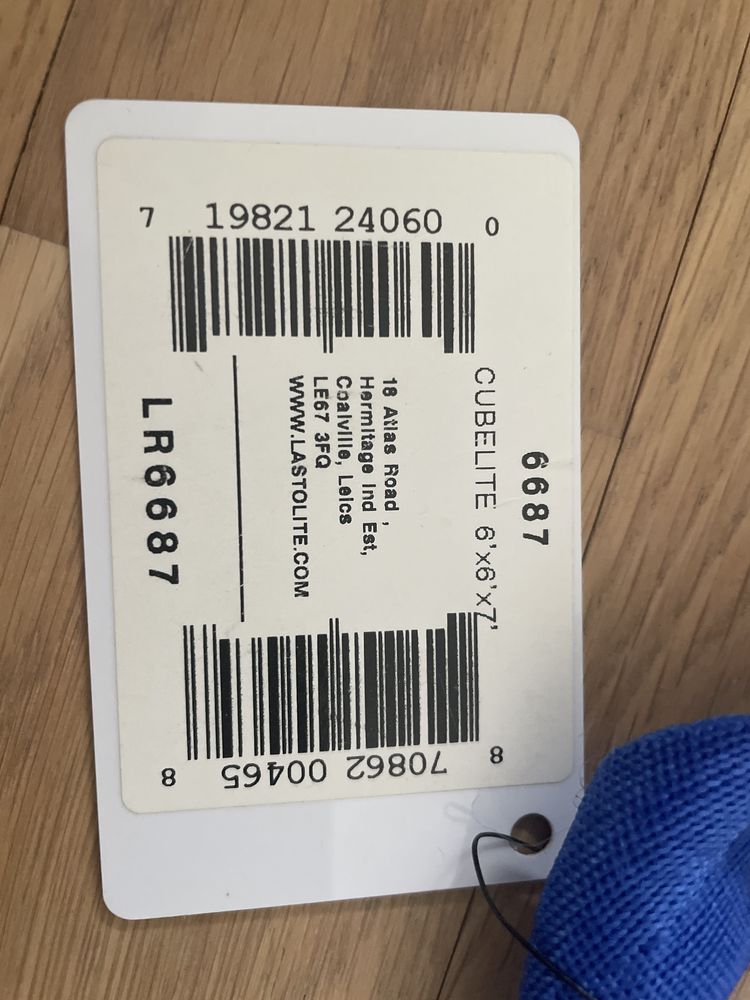 6687
CUBELITE 6'x6'x7'
18 Atlas Road ,
Hermitage Ind Est,
Coalville, Leics
LE67 3FQ
WWW.LASTOLITE.COM
LR6687
7 19821 24060 0
8 70862 00465 8